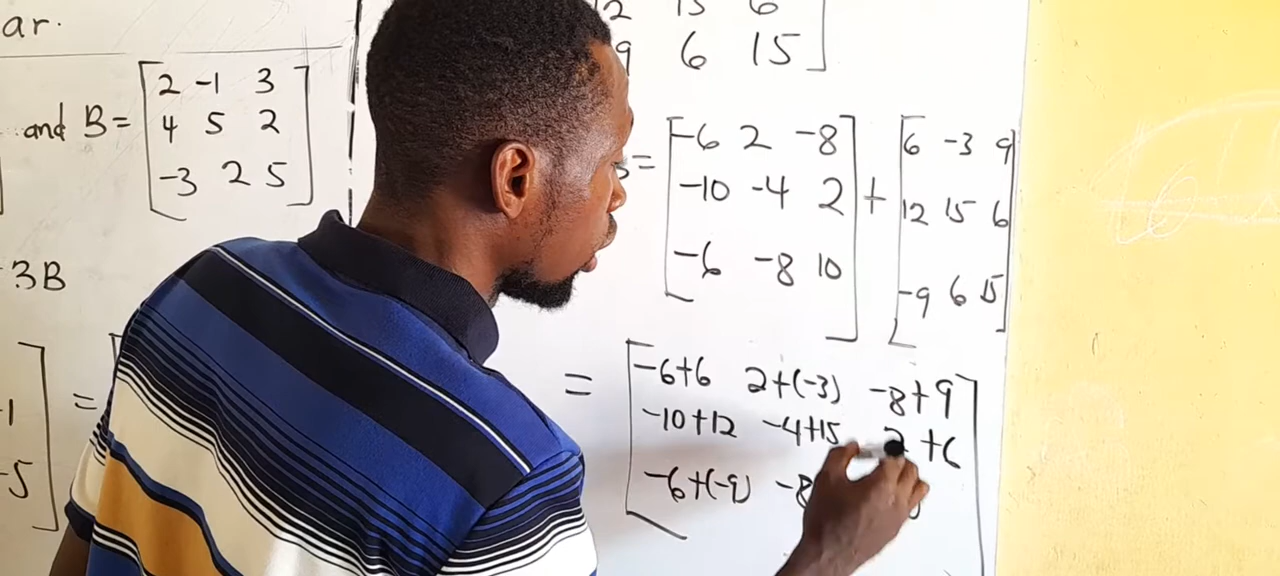 ar.
and B = [2 -1 3
4 5 2
-3 2 5]
3B
-1
-5]
=
12 15 6
9 6 15]
= [-6 2 -8
-10 -4 2
-6 -8 10] + [6 -3 9
12 15 6
-9 6 15]
= [-6+6 2+(-3) -8+9
-10+12 -4+15 2+6
-6+(-9) -8